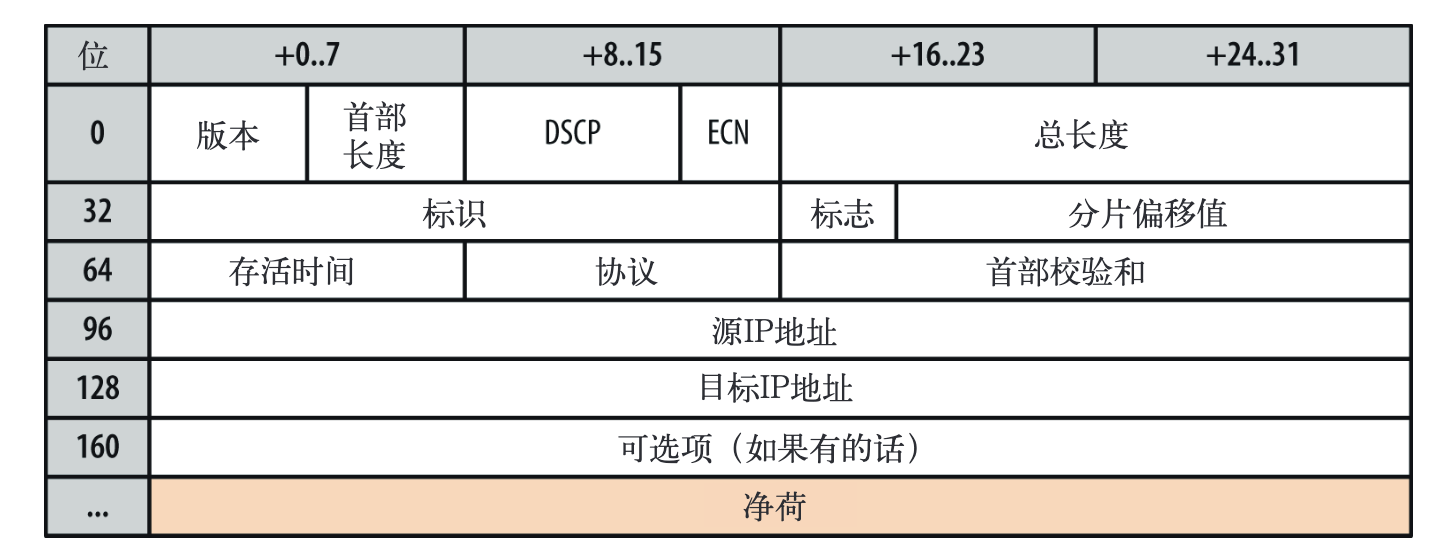 位 +0..7 +8..15 +16..23 +24..31
0 版本 首部 DSCP ECN 总长度
长度
32 标识 标志 分片偏移值
64 存活时间 协议 首部校验和
96 源IP地址
128 目标IP地址
160 可选项（如果有的话）
... 净荷